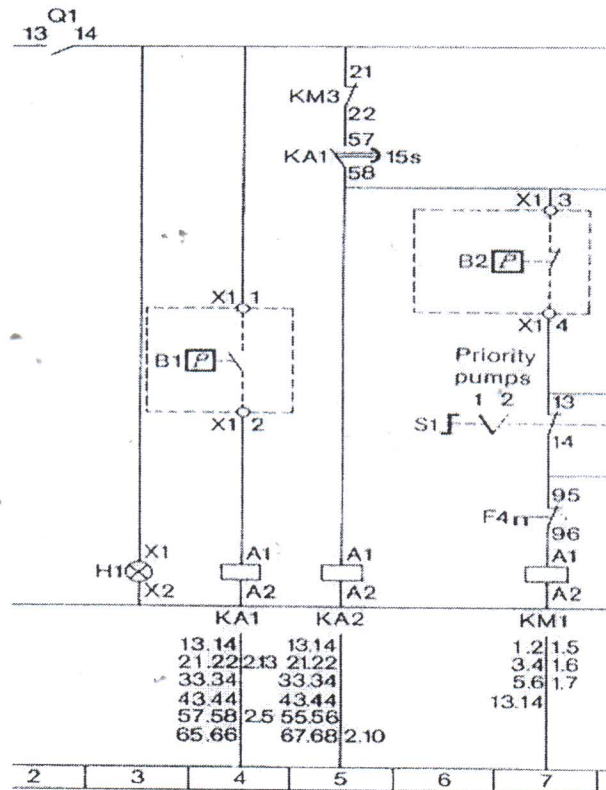 Q1
13 14
21
KM3
22
57
KA1 15s
58
X1 3
B2 P
X1 4
X1 1
B1 P
X1 2
Priority
pumps
1 2
S1
13
14
95
F4
96
X1
H1
X2
A1
A2
A1
A2
A1
A2
KA1 KA2 KM1
13.14 13.14 1.2 1.5
21.22 2.13 21.22 3.4 1.6
33.34 33.34 5.6 1.7
43.44 43.44 13.14
57.58 2.5 55.56
65.66 67.68 2.10
2 3 4 5 6 7